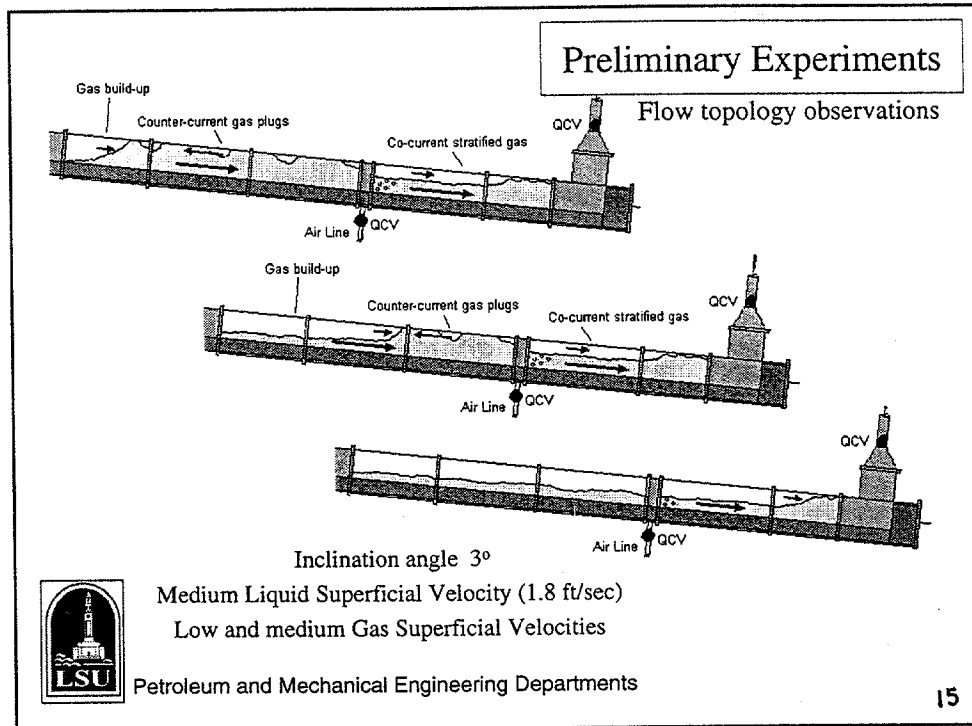 Preliminary Experiments
Flow topology observations
Gas build-up
Counter-current gas plugs
Co-current stratified gas
QCV
Air Line
QCV
Gas build-up
Counter-current gas plugs
Co-current stratified gas
QCV
Air Line
QCV
QCV
Air Line
QCV
Inclination angle 3°
Medium Liquid Superficial Velocity (1.8 ft/sec)
Low and medium Gas Superficial Velocities
LSU
Petroleum and Mechanical Engineering Departments
15